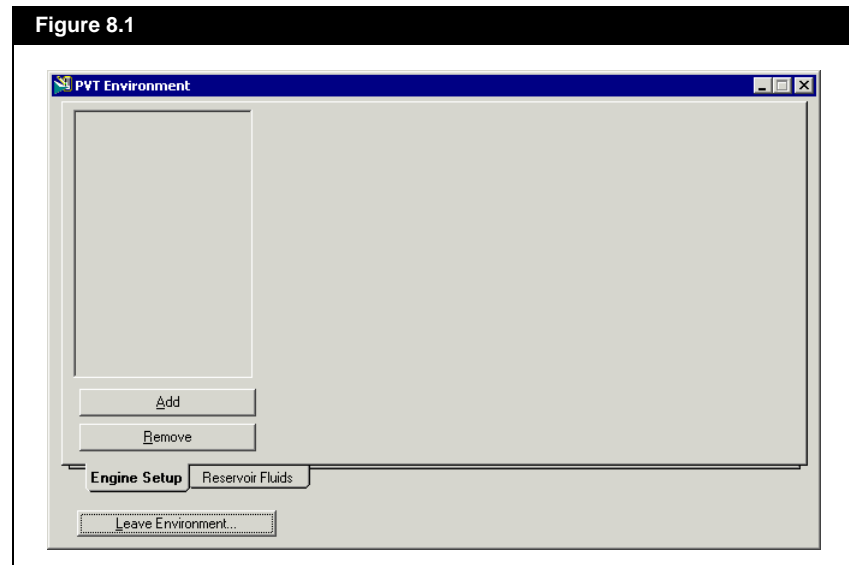 Figure 8.1
PVT Environment
Add
Remove
Engine Setup
Reservoir Fluids
Leave Environment...